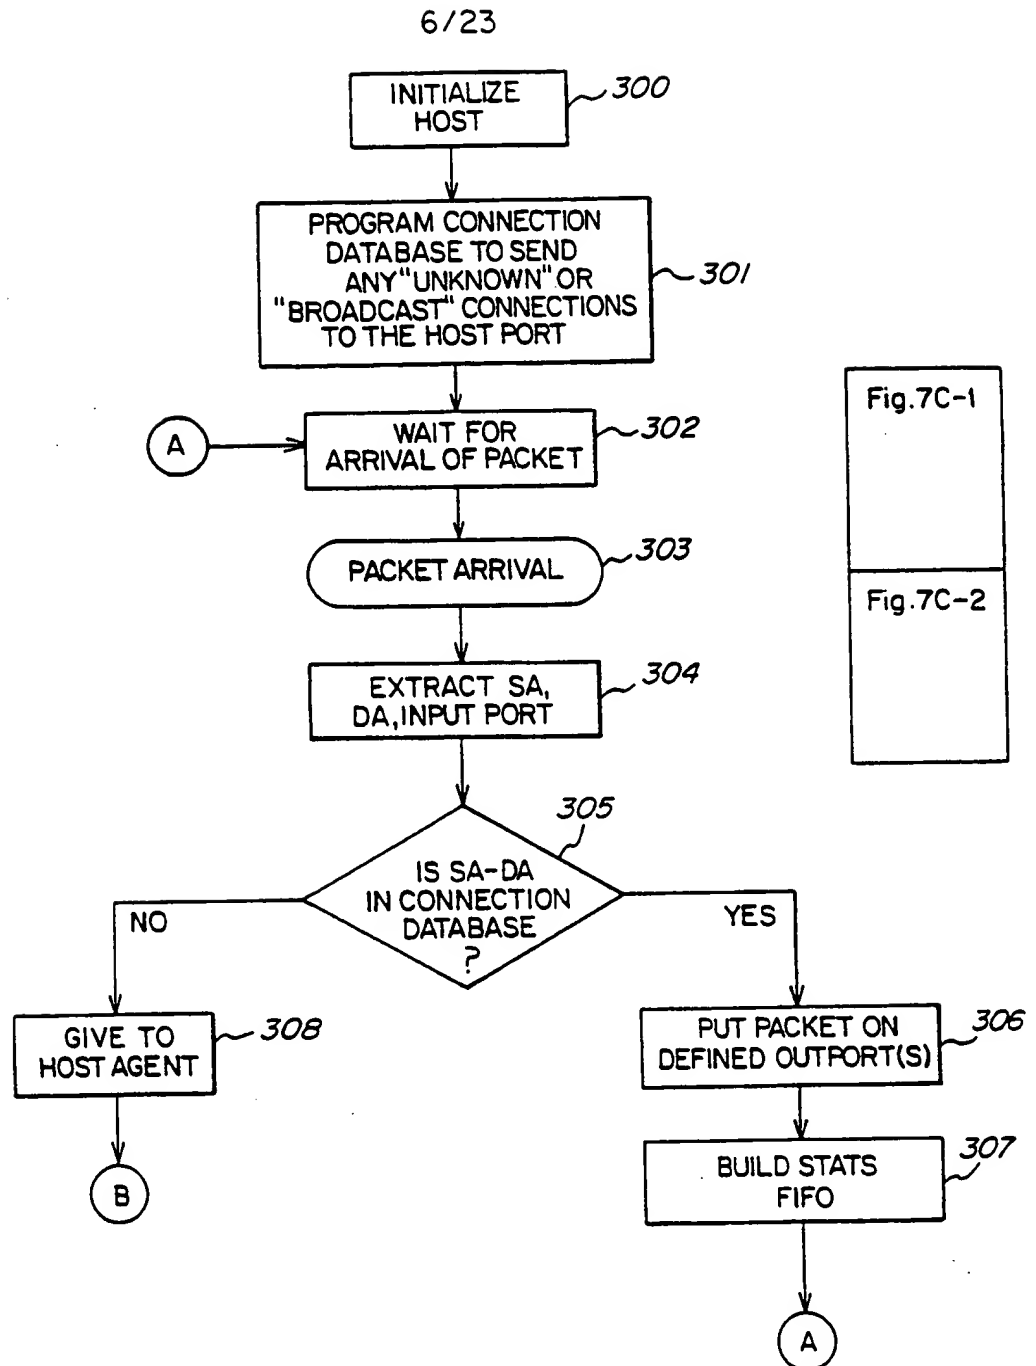 6/23
INITIALIZE
HOST
300
PROGRAM CONNECTION
DATABASE TO SEND
ANY "UNKNOWN" OR
"BROADCAST" CONNECTIONS
TO THE HOST PORT
301
A
WAIT FOR
ARRIVAL OF PACKET
302
PACKET ARRIVAL
303
EXTRACT SA,
DA, INPUT PORT
304
Fig.7C-1
Fig.7C-2
305
IS SA-DA
IN CONNECTION
DATABASE
?
NO
YES
GIVE TO
HOST AGENT
308
B
PUT PACKET ON
DEFINED OUTPORT(S)
306
BUILD STATS
FIFO
307
A